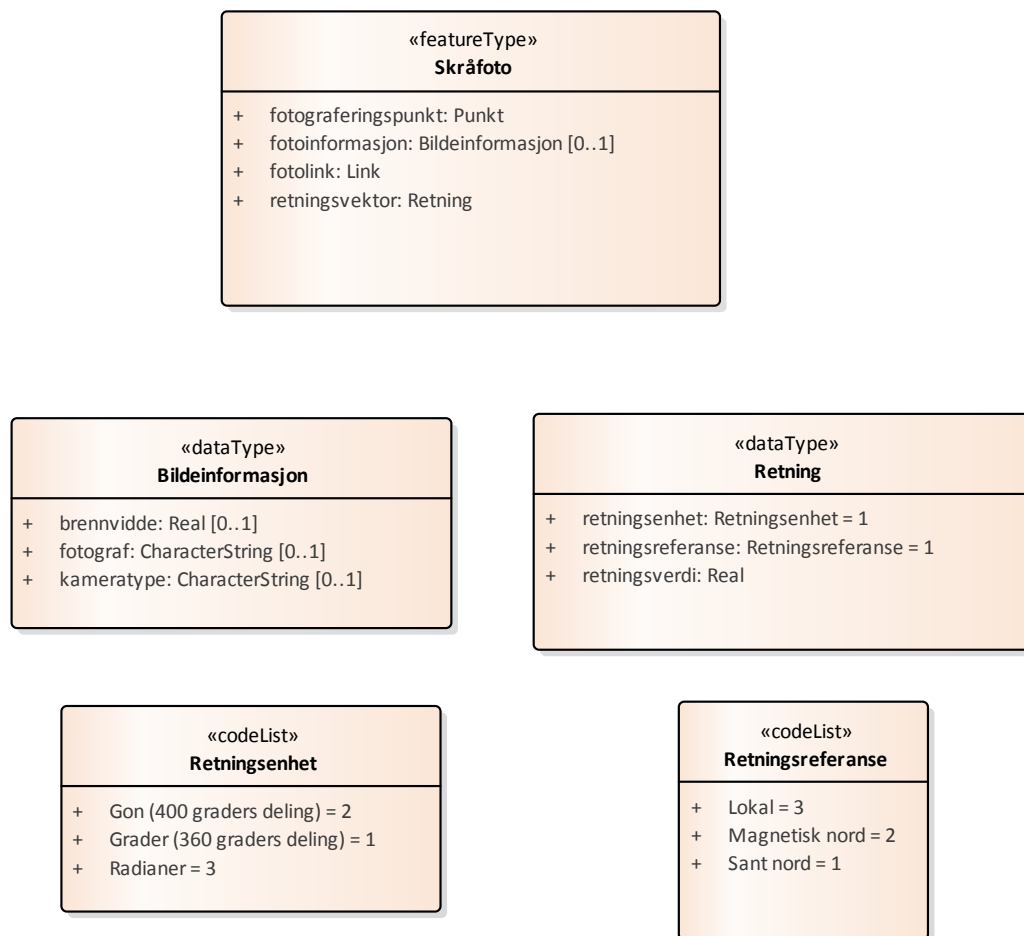 «featureType»
Skråfoto
+ fotograferingspunkt: Punkt
+ fotoinformasjon: Bildeinformasjon [0..1]
+ fotolink: Link
+ retningsvektor: Retning
«dataType»
Bildeinformasjon
+ brennvidde: Real [0..1]
+ fotograf: CharacterString [0..1]
+ kameratype: CharacterString [0..1]
«dataType»
Retning
+ retningsenhet: Retningsenhet = 1
+ retningsreferanse: Retningsreferanse = 1
+ retningsverdi: Real
«codeList»
Retningsenhet
+ Gon (400 graders deling) = 2
+ Grader (360 graders deling) = 1
+ Radianer = 3
«codeList»
Retningsreferanse
+ Lokal = 3
+ Magnetisk nord = 2
+ Sant nord = 1